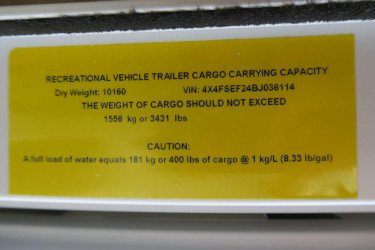 RECREATIONAL VEHICLE TRAILER CARGO CARRYING CAPACITY
Dry Weight: 10160 VIN: 4X4FSEF24BJ036114
THE WEIGHT OF CARGO SHOULD NOT EXCEED
1556 kg or 3431 lbs
CAUTION:
A full load of water equals 181 kg or 400 lbs of cargo @ 1 kg/L (8.33 lb/gal)